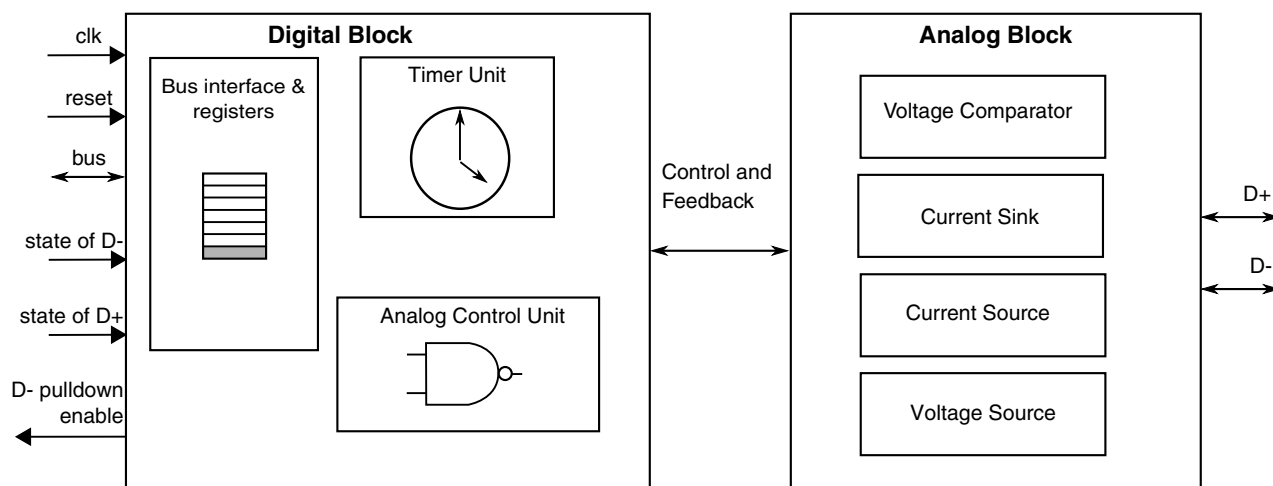 Digital Block
Analog Block
clk
reset
bus
state of D-
state of D+
D- pulldown
enable
Bus interface &
registers
Timer Unit
Analog Control Unit
Control and
Feedback
Voltage Comparator
Current Sink
Current Source
Voltage Source
D+
D-